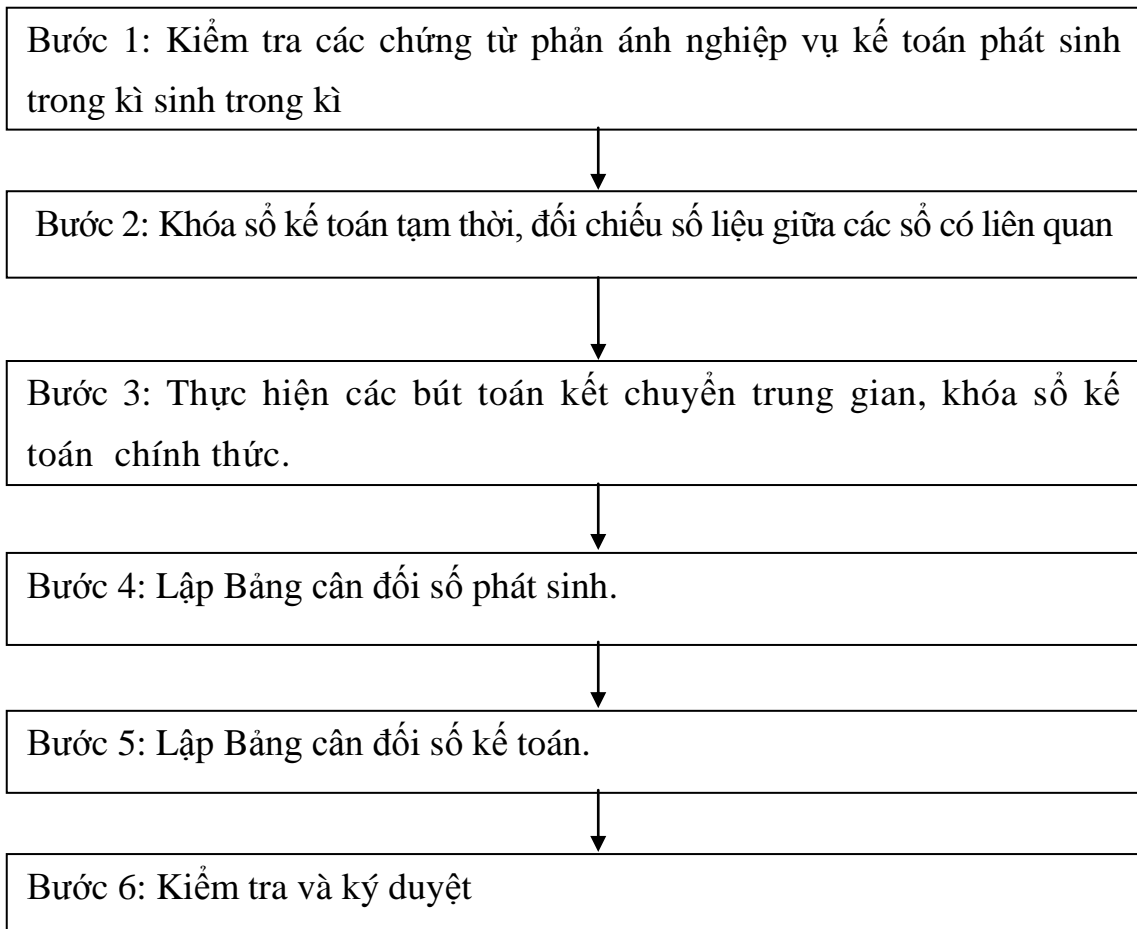 Bước 1: Kiểm tra các chứng từ phản ánh nghiệp vụ kế toán phát sinh
trong kì sinh trong kì
Bước 2: Khóa sổ kế toán tạm thời, đối chiếu số liệu giữa các sổ có liên quan
Bước 3: Thực hiện các bút toán kết chuyển trung gian, khóa sổ kế
toán chính thức.
Bước 4: Lập Bảng cân đối số phát sinh.
Bước 5: Lập Bảng cân đối số kế toán.
Bước 6: Kiểm tra và ký duyệt